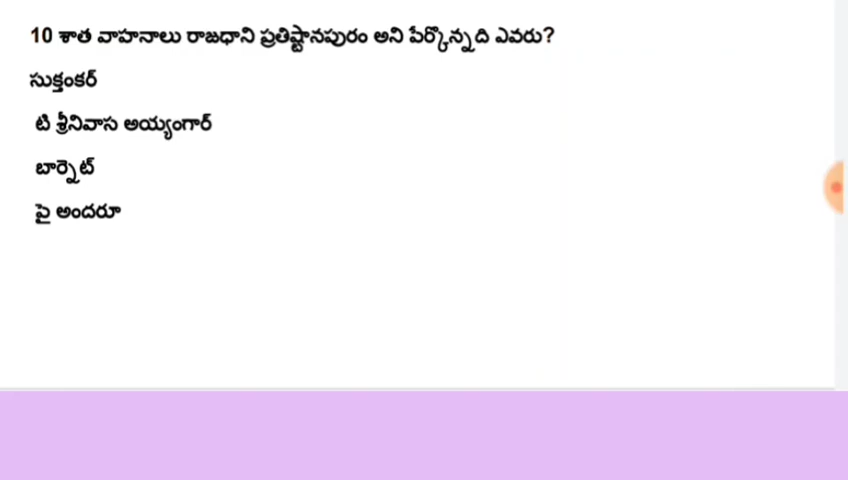 10 శాత వాహనాలు రాజధాని ప్రతిష్టానపురం అని పేర్కొన్నది ఎవరు?
సుక్తంకర్
టి శ్రీనివాస అయ్యంగార్
బార్నెట్
పై అందరూ